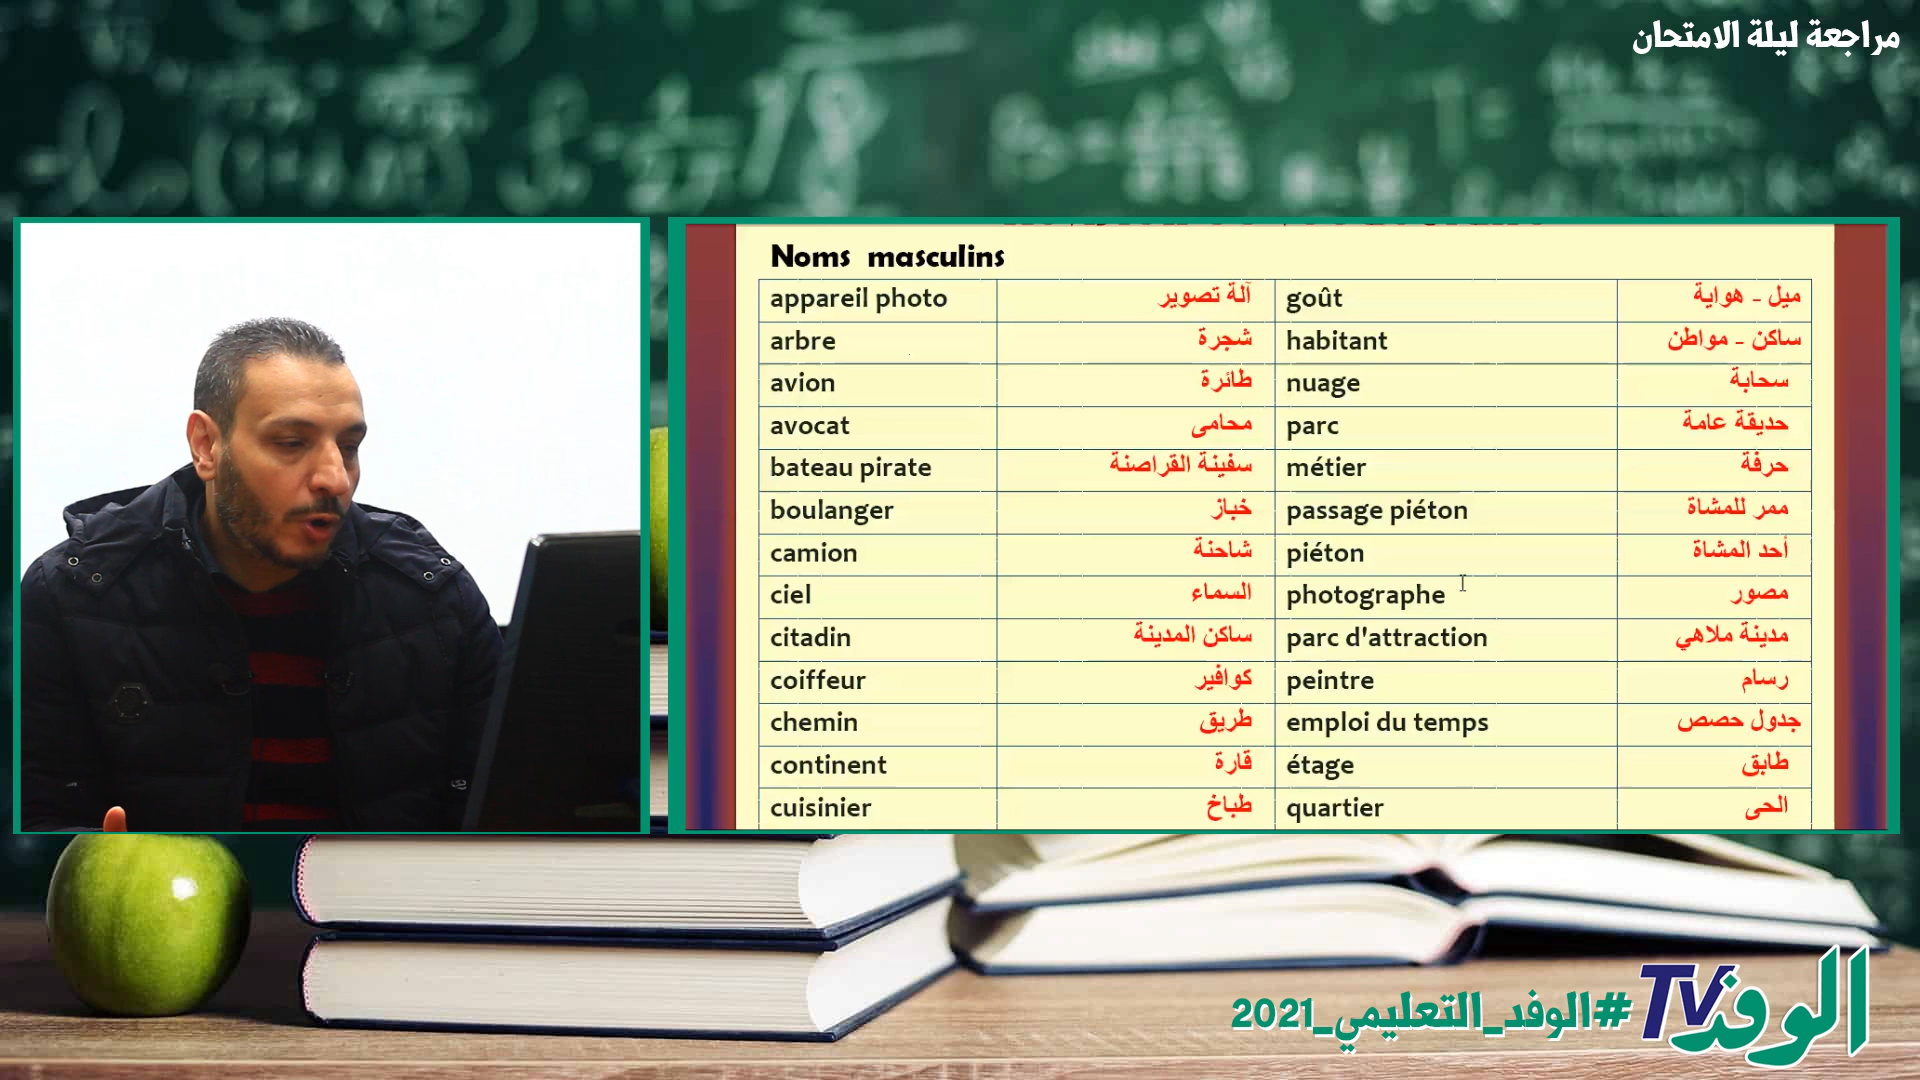 مراجعة ليلة الامتحان
Noms masculins
appareil photo آلة تصوير goût ميل - هواية
arbre شجرة habitant ساكن - مواطن
avion طائرة nuage سحابة
avocat محامى parc حديقة عامة
bateau pirate سفينة القراصنة métier حرفة
boulanger خباز passage piéton ممر للمشاة
camion شاحنة piéton أحد المشاة
ciel السماء photographe مصور
citadin ساكن المدينة parc d'attraction مدينة ملاهي
coiffeur كوافير peintre رسام
chemin طريق emploi du temps جدول حصص
continent قارة étage طابق
cuisinier طباخ quartier الحى
#الوفد_التعليمي_2021
الوفد TV